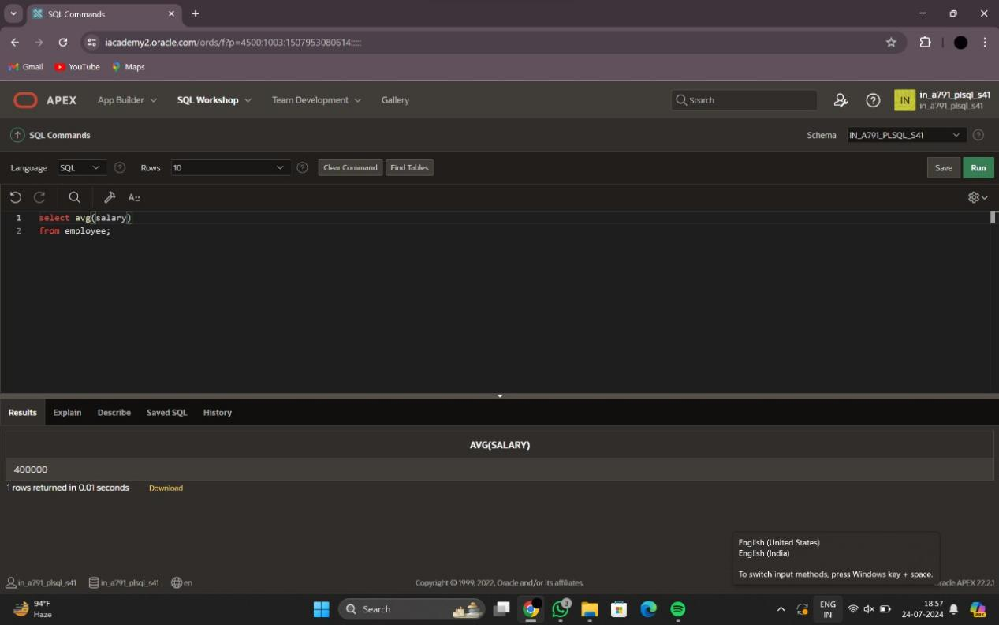 SQL Commands
iacademy2.oracle.com/ords/f?p=4500:1003:1507953080614:::::
Gmail YouTube Maps
APEX App Builder SQL Workshop Team Development Gallery Search IN in_a791_plsql_s41
in_a791_plsql_s41
SQL Commands Schema IN_A791_PLSQL_S41
Language SQL Rows 10 Clear Command Find Tables Save Run
1 select avg(salary)
2 from employee;
Results Explain Describe Saved SQL History
AVG(SALARY)
400000
1 rows returned in 0.01 seconds Download
English (United States)
English (India)
To switch input methods, press Windows key + space.
in_a791_plsql_s41 in_a791_plsql_s41 en Copyright © 1999, 2022, Oracle and/or its affiliates. racle APEX 22.2.1
94°F
Haze
Search
3
ENG
IN
18:57
24-07-2024
PRE